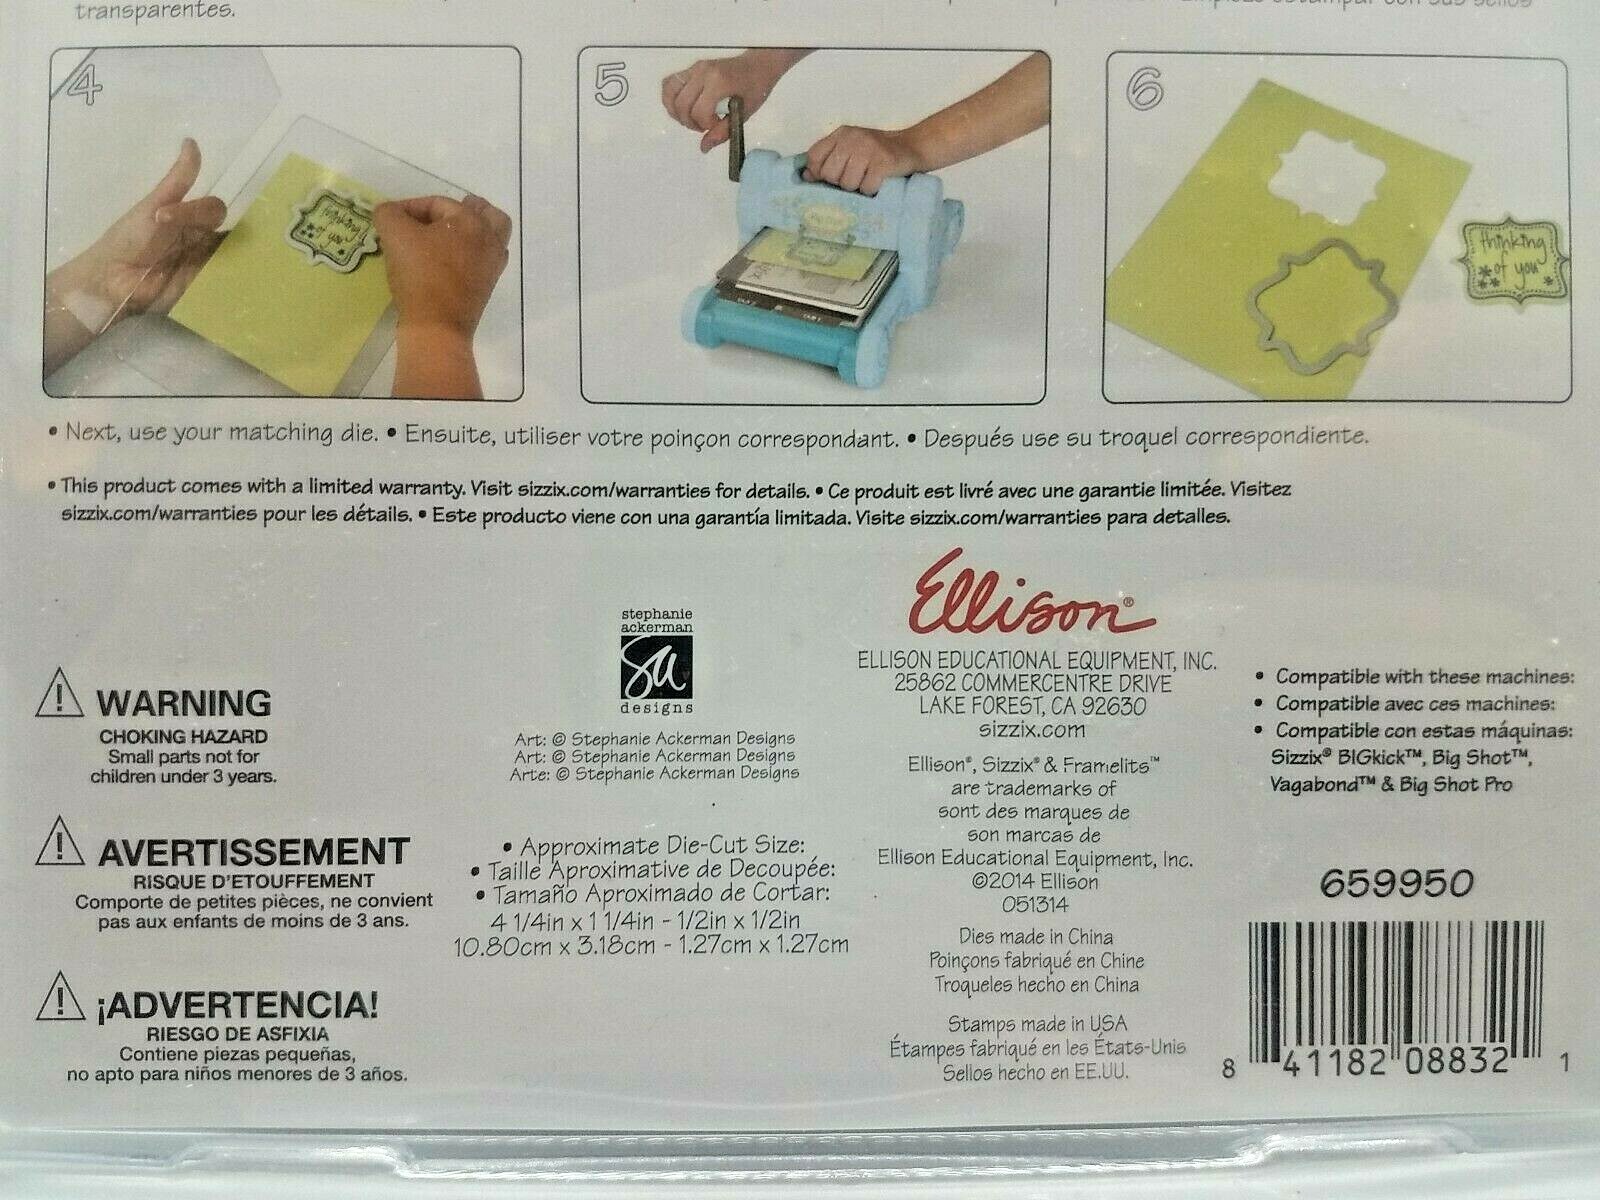 transparentes.
4
5
6
thinking
of you
thinking
of you
• Next, use your matching die. • Ensuite, utiliser votre poinçon correspondant. • Después use su troquel correspondiente.
• This product comes with a limited warranty. Visit sizzix.com/warranties for details. • Ce produit est livré avec une garantie limitée. Visitez
sizzix.com/warranties pour les détails. • Este producto viene con una garantía limitada. Visite sizzix.com/warranties para detalles.
WARNING
CHOKING HAZARD
Small parts not for
children under 3 years.
AVERTISSEMENT
RISQUE D'ETOUFFEMENT
Comporte de petites pièces, ne convient
pas aux enfants de moins de 3 ans.
¡ADVERTENCIA!
RIESGO DE ASFIXIA
Contiene piezas pequeñas,
no apto para niños menores de 3 años.
stephanie
ackerman
sa
designs
Art: © Stephanie Ackerman Designs
Art: © Stephanie Ackerman Designs
Arte: © Stephanie Ackerman Designs
• Approximate Die-Cut Size:
• Taille Aproximative de Decoupée:
• Tamaño Aproximado de Cortar:
4 1/4in x 1 1/4in - 1/2in x 1/2in
10.80cm x 3.18cm - 1.27cm x 1.27cm
Ellison®
ELLISON EDUCATIONAL EQUIPMENT, INC.
25862 COMMERCENTRE DRIVE
LAKE FOREST, CA 92630
sizzix.com
Ellison®, Sizzix® & Framelits™
are trademarks of
sont des marques de
son marcas de
Ellison Educational Equipment, Inc.
©2014 Ellison
051314
Dies made in China
Poinçons fabriqué en Chine
Troqueles hecho en China
Stamps made in USA
Étampes fabriqué en les États-Unis
Sellos hecho en EE.UU.
• Compatible with these machines:
• Compatible avec ces machines:
• Compatible con estas máquinas:
Sizzix® BIGkick™, Big Shot™,
Vagabond™ & Big Shot Pro
659950
8 41182 08832 1